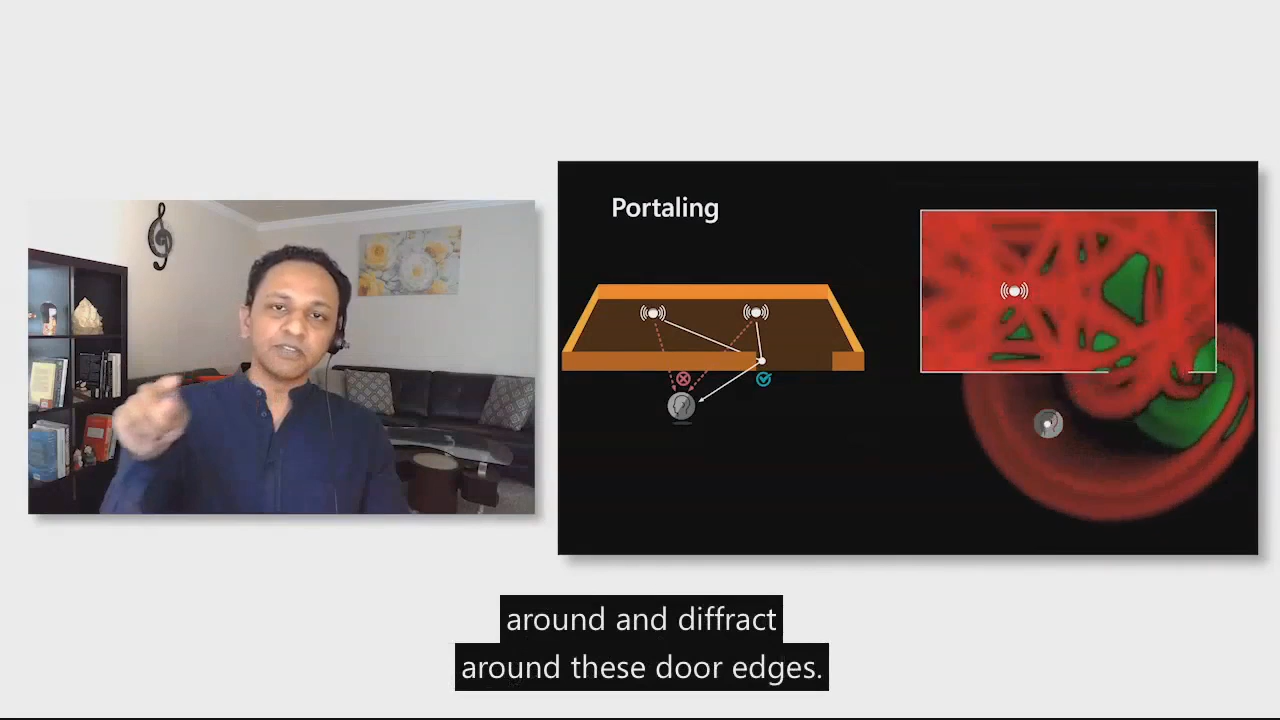 Portaling
around and diffract
around these door edges.